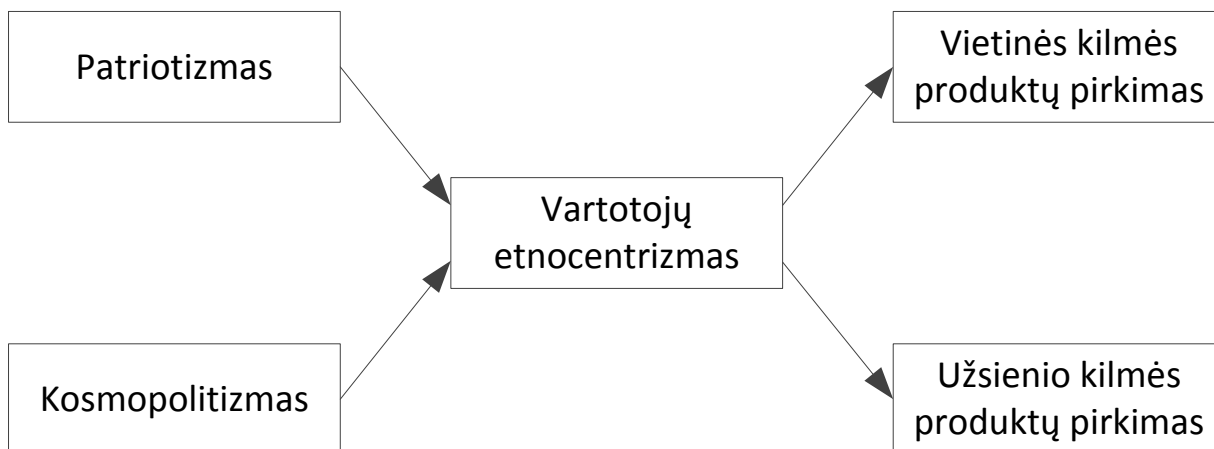 Patriotizmas
Vietinės kilmės
produktų pirkimas
Vartotojų
etnocentrizmas
Kosmopolitizmas
Užsienio kilmės
produktų pirkimas